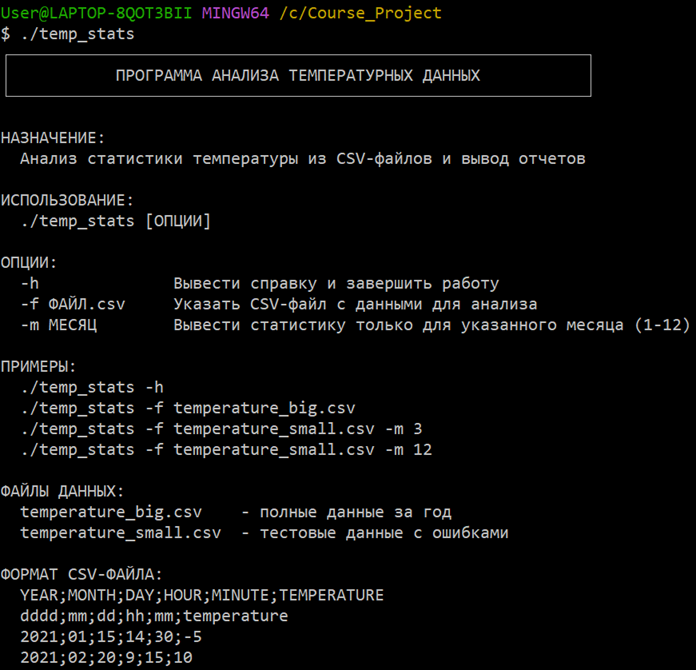 User@LAPTOP-8QOT3BII MINGW64 /c/Course_Project
$ ./temp_stats
ПРОГРАММА АНАЛИЗА ТЕМПЕРАТУРНЫХ ДАННЫХ
НАЗНАЧЕНИЕ:
Анализ статистики температуры из CSV-файлов и вывод отчетов
ИСПОЛЬЗОВАНИЕ:
./temp_stats [ОПЦИИ]
ОПЦИИ:
-h Вывести справку и завершить работу
-f ФАЙЛ.csv Указать CSV-файл с данными для анализа
-m МЕСЯЦ Вывести статистику только для указанного месяца (1-12)
ПРИМЕРЫ:
./temp_stats -h
./temp_stats -f temperature_big.csv
./temp_stats -f temperature_small.csv -m 3
./temp_stats -f temperature_small.csv -m 12
ФАЙЛЫ ДАННЫХ:
temperature_big.csv - полные данные за год
temperature_small.csv - тестовые данные с ошибками
ФОРМАТ CSV-ФАЙЛА:
YEAR;MONTH;DAY;HOUR;MINUTE;TEMPERATURE
dddd;mm;dd;hh;mm;temperature
2021;01;15;14;30;-5
2021;02;20;9;15;10